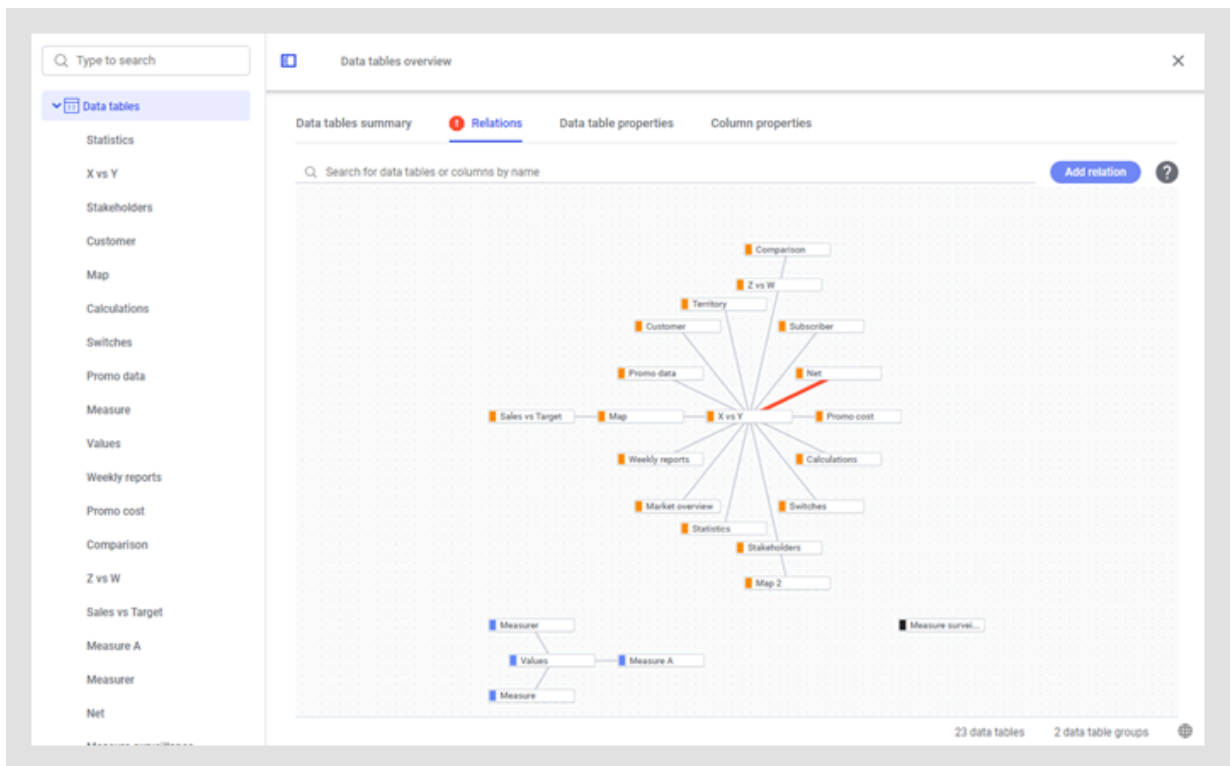 Type to search
Data tables overview
Data tables
Statistics
X vs Y
Stakeholders
Customer
Map
Calculations
Switches
Promo data
Measure
Values
Weekly reports
Promo cost
Comparison
Z vs W
Sales vs Target
Measure A
Measurer
Net
Measure surveillance
Data tables summary
Relations
Data table properties
Column properties
Search for data tables or columns by name
Add relation
?
Comparison
Z vs W
Territory
Customer
Subscriber
Promo data
Net
Sales vs Target
Map
X vs Y
Promo cost
Weekly reports
Calculations
Market overview
Switches
Statistics
Stakeholders
Map 2
Measurer
Measure survei...
Values
Measure A
Measure
23 data tables
2 data table groups